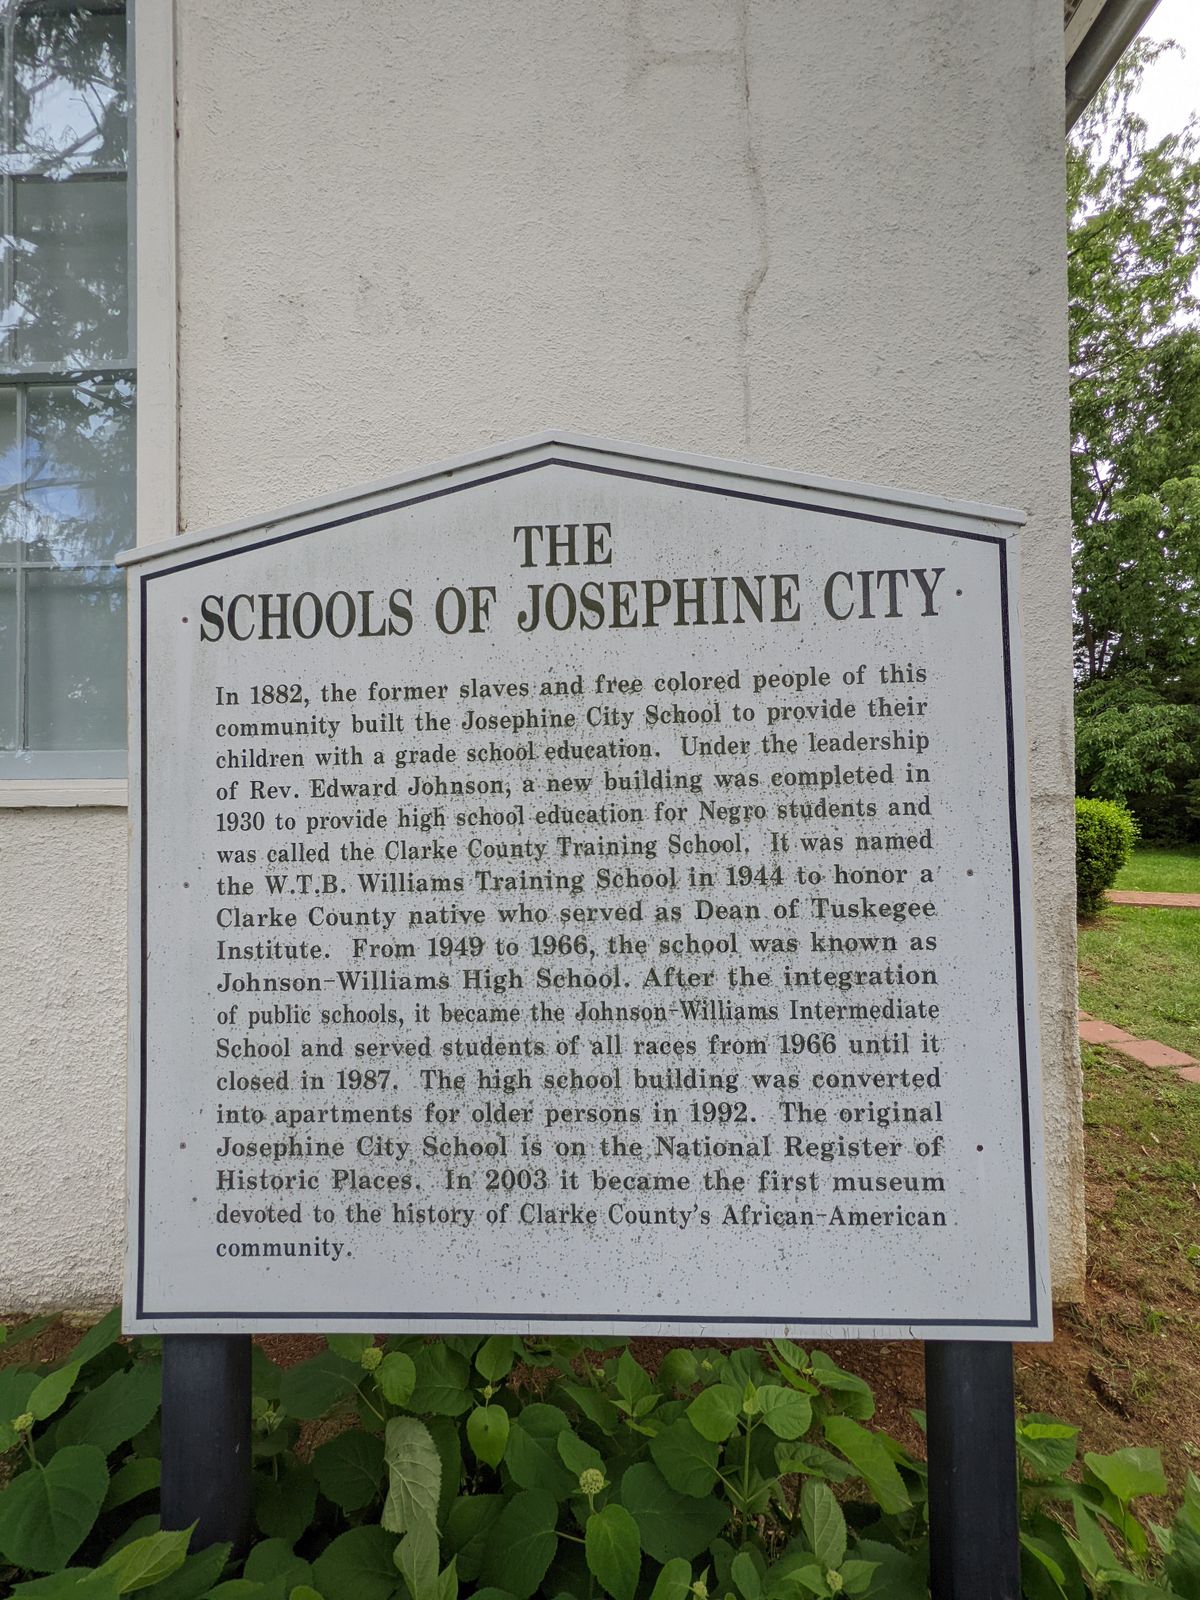 THE
SCHOOLS OF JOSEPHINE CITY
In 1882, the former slaves and free colored people of this
community built the Josephine City School to provide their
children with a grade school education. Under the leadership
of Rev. Edward Johnson, a new building was completed in
1930 to provide high school education for Negro students and
was called the Clarke County Training School. It was named
the W.T.B. Williams Training School in 1944 to honor a
Clarke County native who served as Dean of Tuskegee
Institute. From 1949 to 1966, the school was known as
Johnson-Williams High School. After the integration
of public schools, it became the Johnson-Williams Intermediate
School and served students of all races from 1966 until it
closed in 1987. The high school building was converted
into apartments for older persons in 1992. The original
Josephine City School is on the National Register of
Historic Places. In 2003 it became the first museum
devoted to the history of Clarke County's African-American
community.